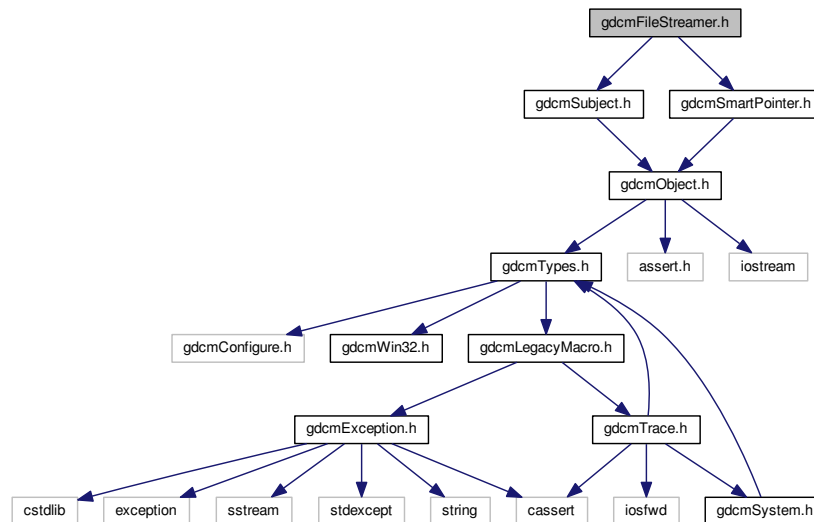 gdcmFileStreamer.h
gdcmSubject.h
gdcmSmartPointer.h
gdcmObject.h
gdcmTypes.h
assert.h
iostream
gdcmConfigure.h
gdcmWin32.h
gdcmLegacyMacro.h
gdcmException.h
gdcmTrace.h
cstdlib
exception
sstream
stdexcept
string
cassert
iosfwd
gdcmSystem.h